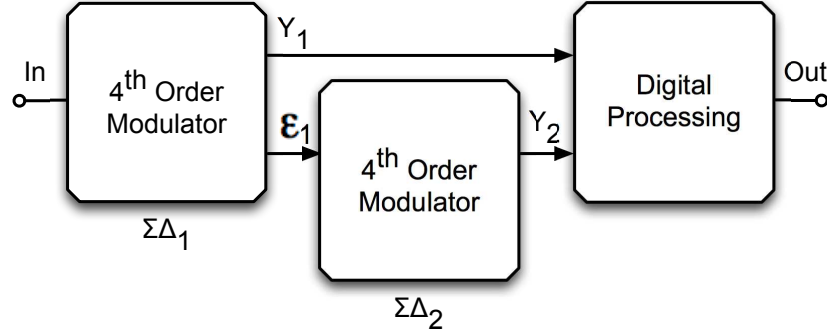 In
4th Order
Modulator
ΣΔ1
Y1
ε1
4th Order
Modulator
ΣΔ2
Y2
Digital
Processing
Out